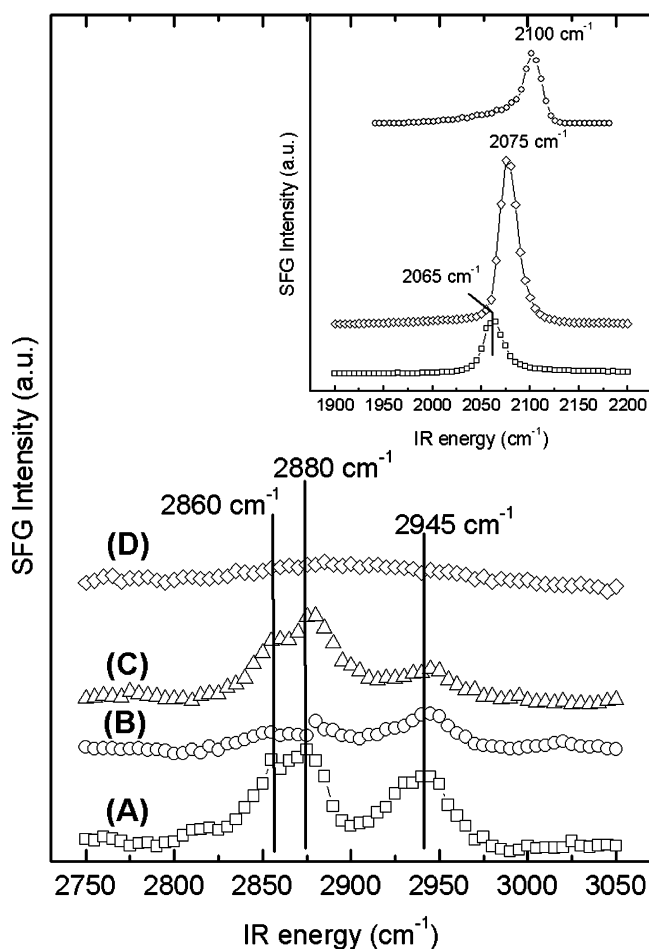 2100 cm⁻¹
2075 cm⁻¹
2065 cm⁻¹
SFG Intensity (a.u.)
1900 1950 2000 2050 2100 2150 2200
IR energy (cm⁻¹)
SFG Intensity (a.u.)
2880 cm⁻¹
2860 cm⁻¹
2945 cm⁻¹
(D)
(C)
(B)
(A)
2750 2800 2850 2900 2950 3000 3050
IR energy (cm⁻¹)